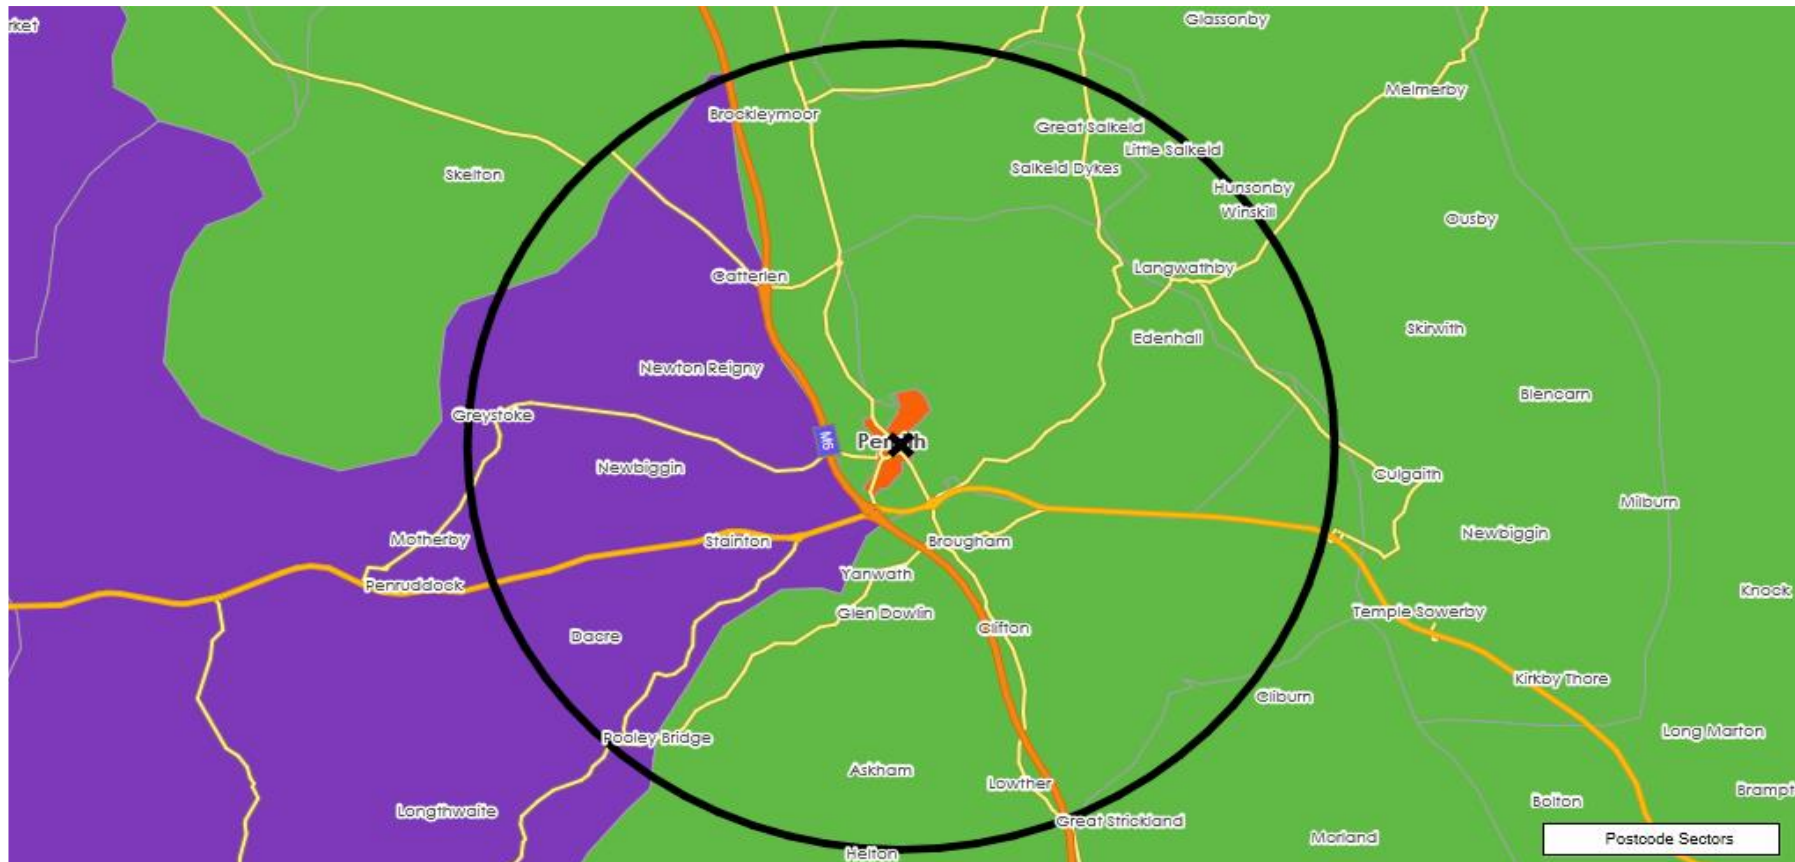 rket
Glassonby
Melmerby
Brockleymoor
Great Salkeld
Little Salkeld
Skelton
Salkeld Dykes
Hunsonby
Winskill
Ousby
Langwathby
Catterlen
Skirwith
Edenhall
Newton Reigny
Blencarn
Greystoke
M6
Penrith
Newbiggin
Culgaith
Milburn
Newbiggin
Motherby
Stainton
Brougham
Yanwath
Penruddock
Knock
Glen Dowlin
Temple Sowerby
Clifton
Dacre
Kirkby Thore
Cliburn
Long Marton
Pooley Bridge
Askham
Lowther
Brampt
Bolton
Longthwaite
Great Strickland
Morland
Postcode Sectors
Helton